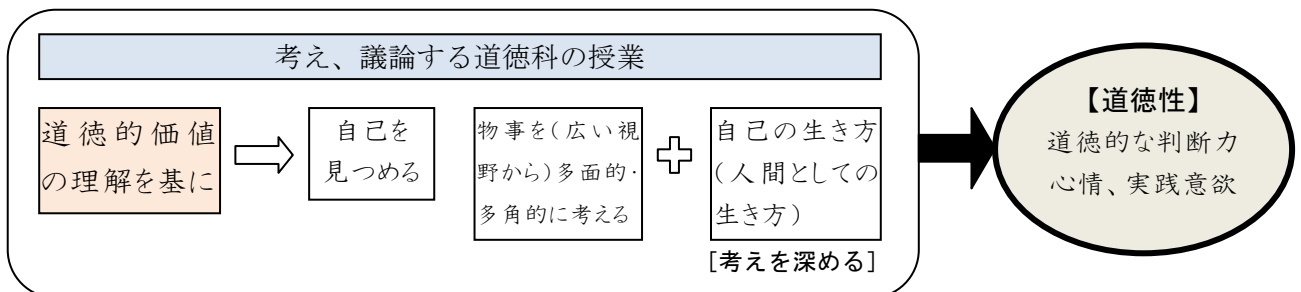 考え、議論する道徳科の授業
道徳的価値
の理解を基に
自己を
見つめる
物事を(広い視
野から)多面的・
多角的に考える
自己の生き方
(人間としての
生き方)
[考えを深める]
【道徳性】
道徳的な判断力
心情、実践意欲